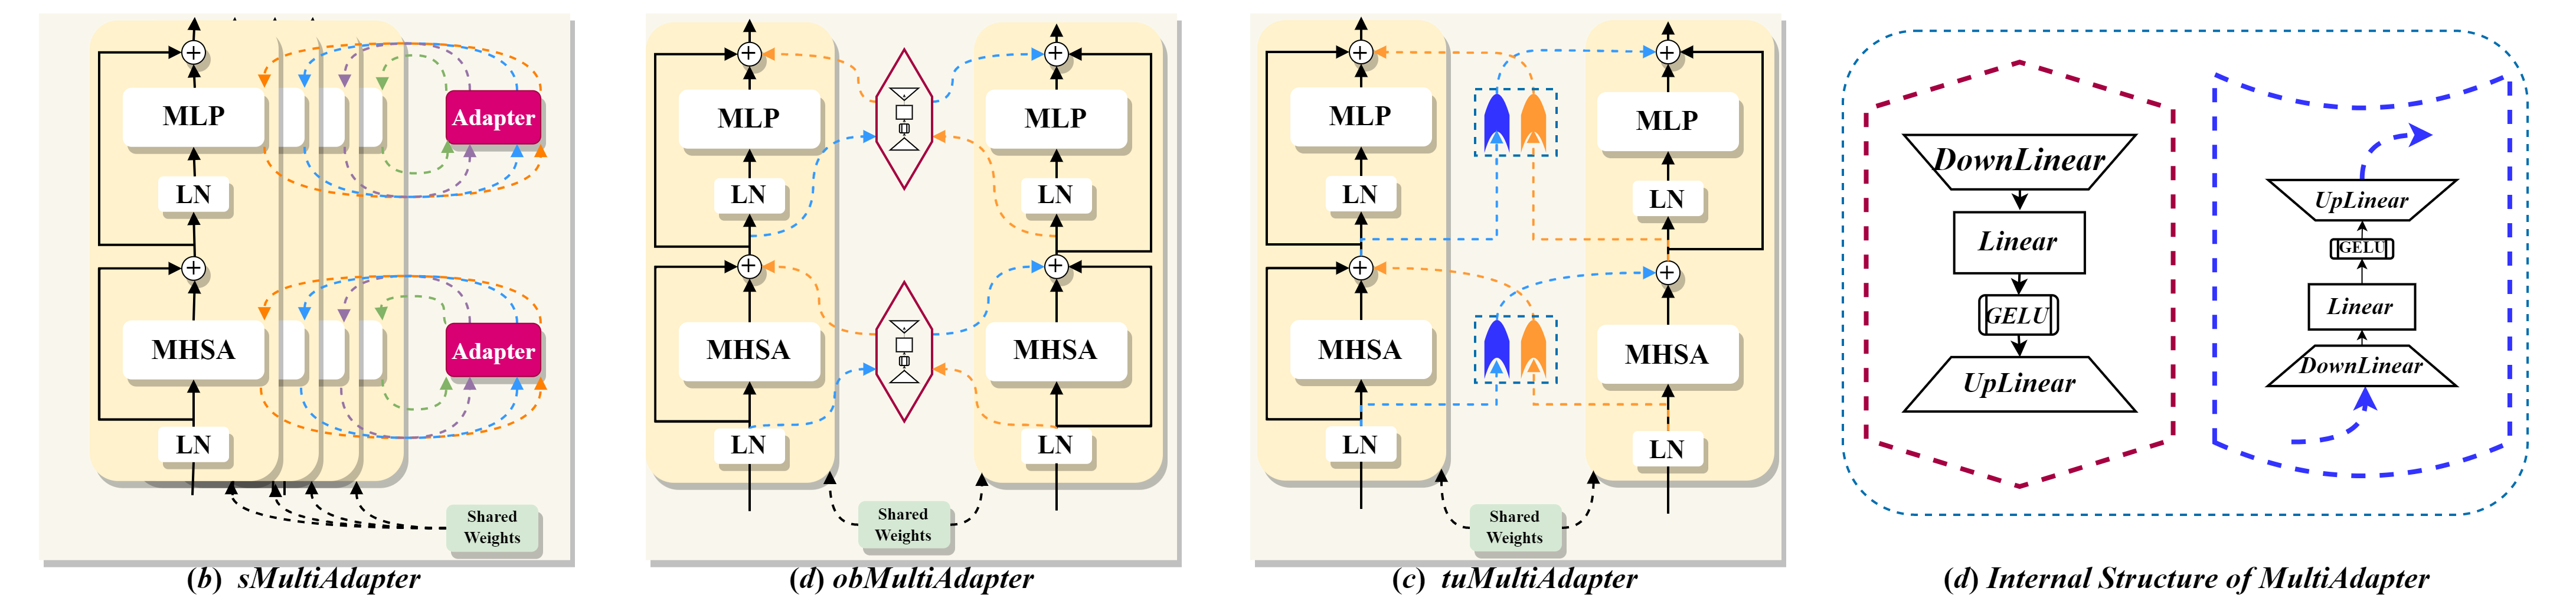 MLP
Adapter
LN
MHSA
Adapter
LN
Shared
Weights
(b) sMultiAdapter
MLP
MLP
LN
LN
MHSA
MHSA
LN
LN
Shared
Weights
(d) obMultiAdapter
MLP
MLP
LN
LN
MHSA
MHSA
LN
LN
Shared
Weights
(c) tuMultiAdapter
DownLinear
Linear
GELU
UpLinear
UpLinear
GELU
Linear
DownLinear
(d) Internal Structure of MultiAdapter